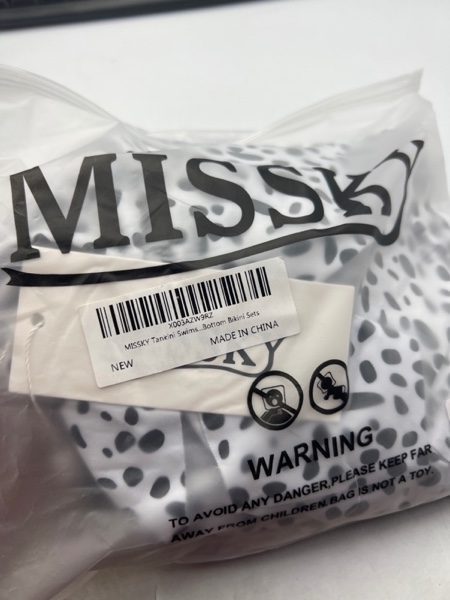 MISSKY
X003AZW9RZ
MISSKY Tankini Swims...Bottom Bikini Sets
NEW
MADE IN CHINA
WARNING
TO AVOID ANY DANGER,PLEASE KEEP FAR
AWAY FROM CHILDREN.BAG IS NOT A TOY.